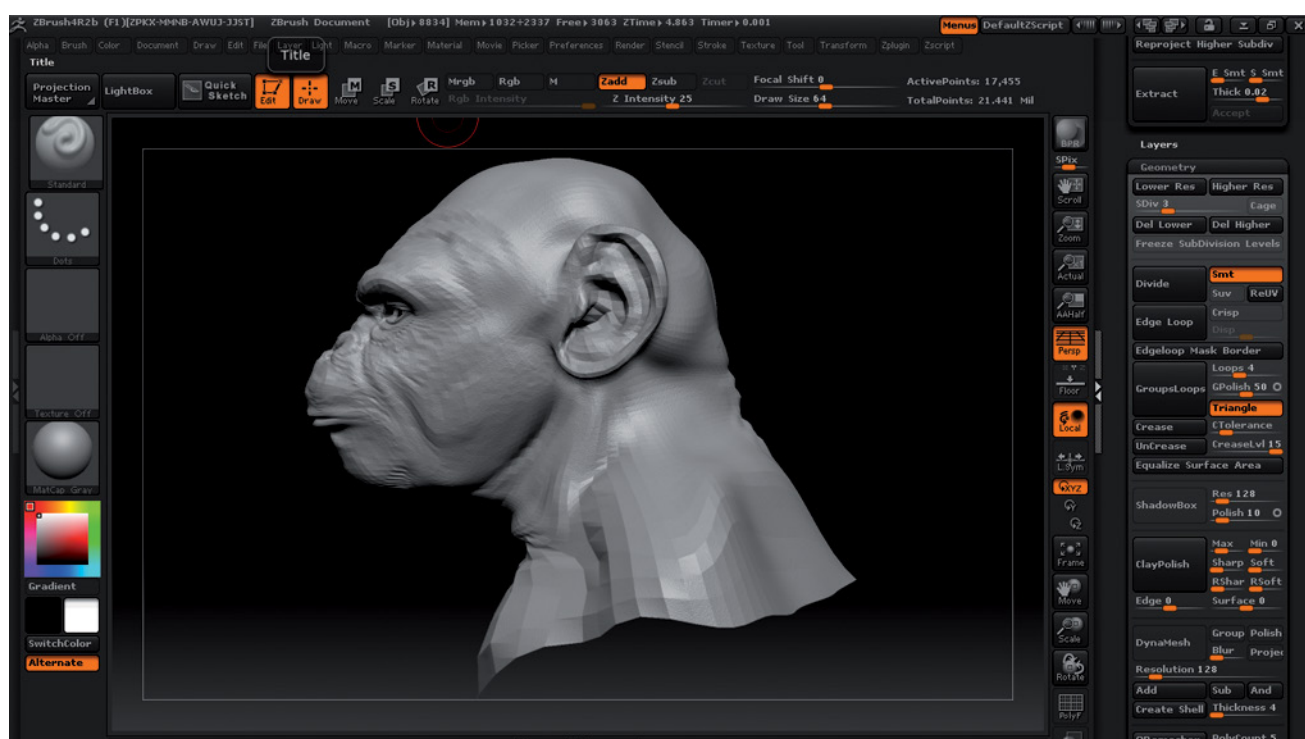 ZBrush4R2b (F1)[ZPKX-MMNB-AWUJ-JJST] ZBrush Document [Obj▸8834] Mem▸1032+2337 Free▸3063 ZTime▸4.863 Timer▸0.001 Menus DefaultZScript
Alpha Brush Color Document Draw Edit File Layer Light Macro Marker Material Movie Picker Preferences Render Stencil Stroke Texture Tool Transform Zplugin Zscript
Title
Title
Projection Master
LightBox
Quick Sketch
Edit
Draw
Move
Scale
Rotate
Mrgb Rgb M
Rgb Intensity
Zadd Zsub Zcut
Z Intensity 25
Focal Shift 0
Draw Size 64
ActivePoints: 17,455
TotalPoints: 21.441 Mil
Standard
Dots
Alpha Off
Texture Off
MatCap Gray
Gradient
SwitchColor
Alternate
BPR
SPix
Scroll
Zoom
Actual
AAHalf
Persp
Floor
Local
L.Sym
XYZ
Y
Z
Frame
Move
Scale
Rotate
PolyF
Reproject Higher Subdiv
Extract
E Smt S Smt
Thick 0.02
Accept
Layers
Geometry
Lower Res Higher Res
SDiv 3 Cage
Del Lower Del Higher
Freeze SubDivision Levels
Divide
Smt
Suv ReUV
Edge Loop
Crisp
Disp
Edgeloop Mask Border
GroupsLoops
Loops 4
GPolish 50
Triangle
Crease CTolerance
UnCrease CreaseLvl 15
Equalize Surface Area
ShadowBox
Res 128
Polish 10
ClayPolish
Max Min 0
Sharp Soft
RShar RSoft
Edge 0 Surface 0
DynaMesh
Group Polish
Blur Projec
Resolution 128
Add Sub And
Create Shell Thickness 4
PolyCount 5